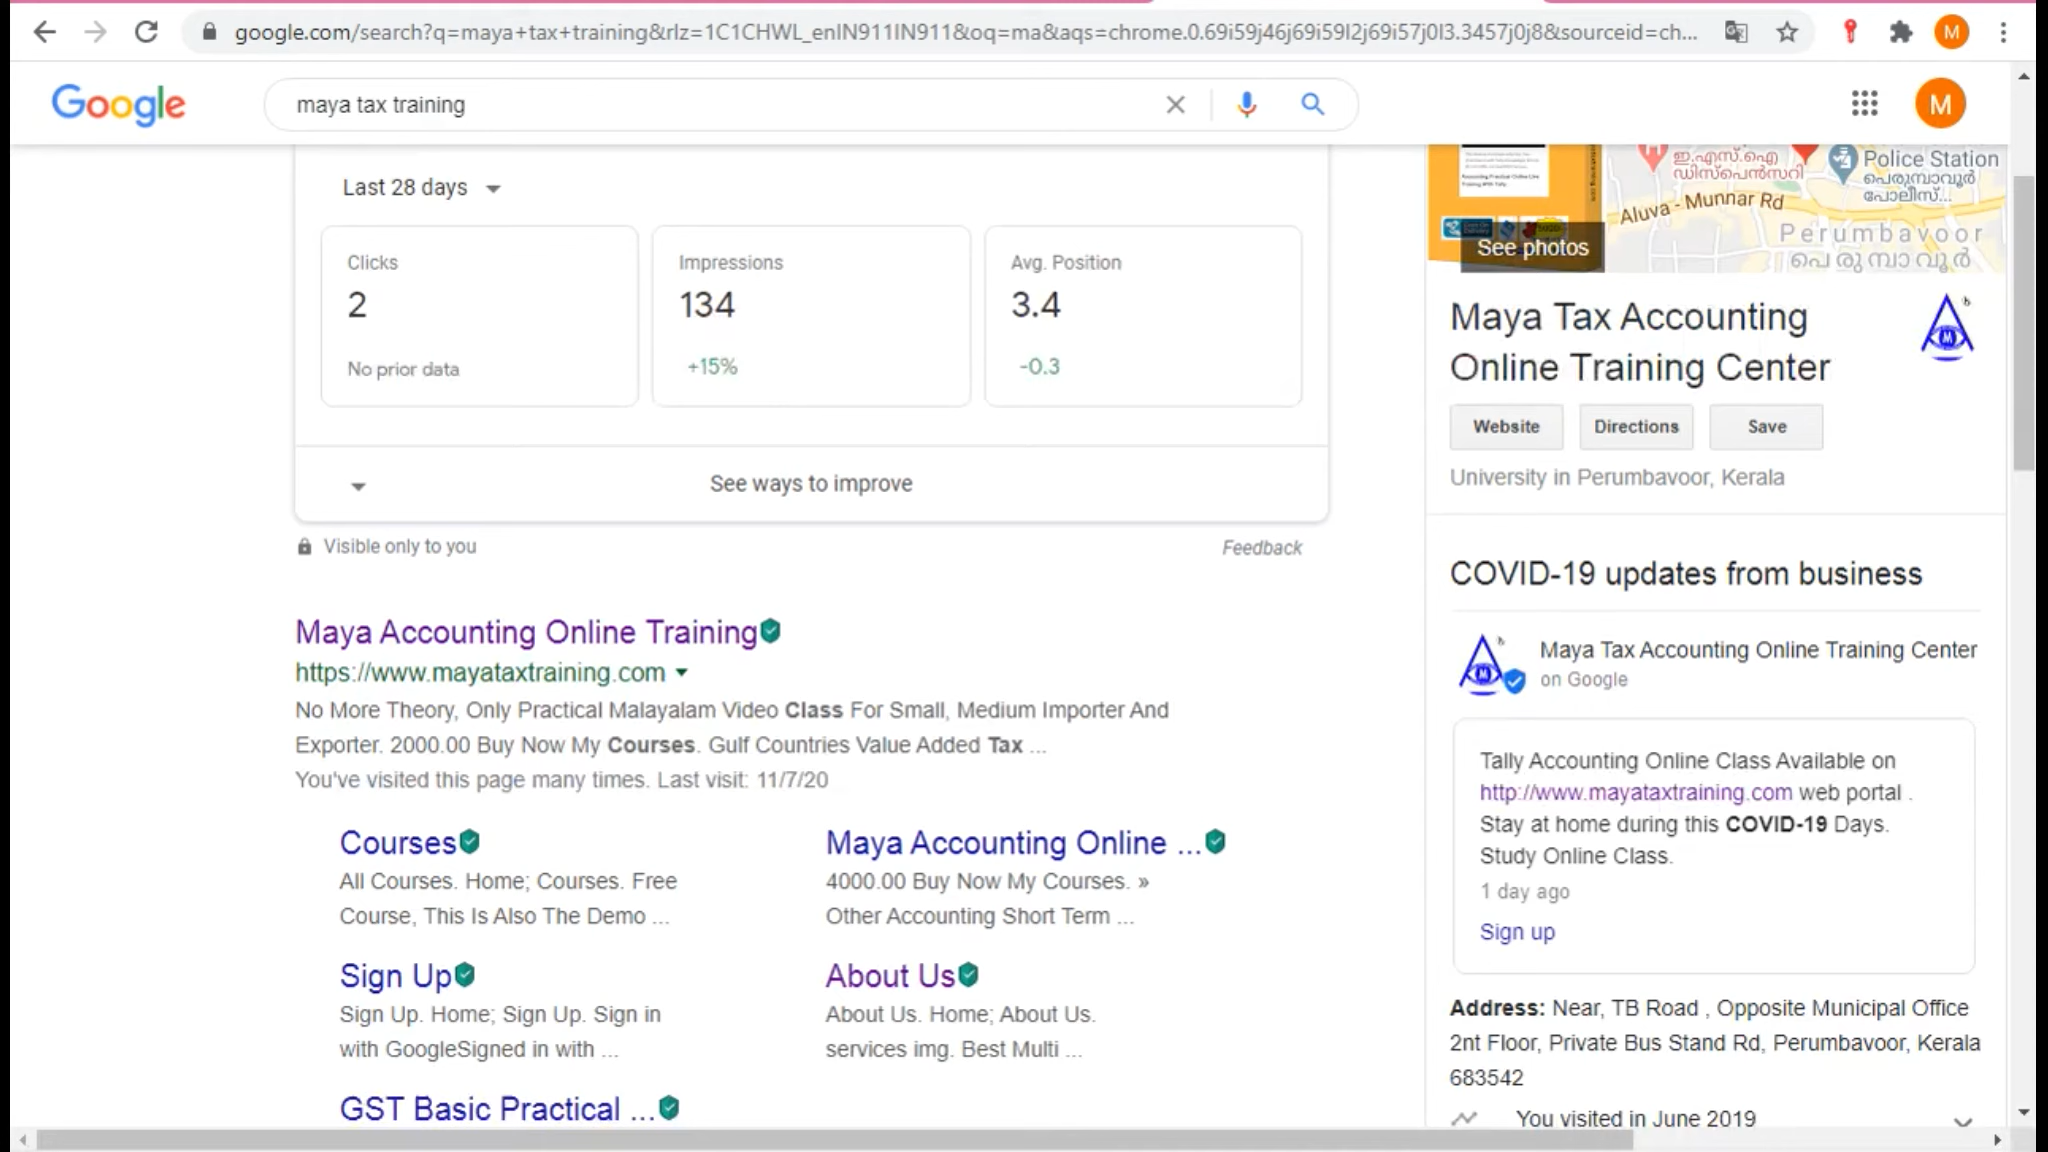 google.com/search?q=maya+tax+training&rlz=1C1CHWL_enIN911IN911&oq=ma&aqs=chrome.0.69i59j46j69i59l2j69i57j0l3.3457j0j8&sourceid=ch...
M
Google
maya tax training
M
Last 28 days
Clicks
2
No prior data
Impressions
134
+15%
Avg. Position
3.4
-0.3
See ways to improve
Visible only to you
Feedback
Maya Accounting Online Training
https://www.mayataxtraining.com
No More Theory, Only Practical Malayalam Video Class For Small, Medium Importer And
Exporter. 2000.00 Buy Now My Courses. Gulf Countries Value Added Tax ...
You've visited this page many times. Last visit: 11/7/20
Courses
All Courses. Home; Courses. Free
Course, This Is Also The Demo ...
Maya Accounting Online ...
4000.00 Buy Now My Courses. »
Other Accounting Short Term ...
Sign Up
Sign Up. Home; Sign Up. Sign in
with GoogleSigned in with ...
About Us
About Us. Home; About Us.
services img. Best Multi ...
GST Basic Practical ...
See photos
ഇ.എസ്.ഐ
ഡിസ്പെൻസറി
Police Station
പെരുമ്പാവൂർ
പോലീസ്...
Aluva - Munnar Rd
Perumbavoor
പെരുമ്പാവൂർ
Maya Tax Accounting
Online Training Center
Website
Directions
Save
University in Perumbavoor, Kerala
COVID-19 updates from business
Maya Tax Accounting Online Training Center
on Google
Tally Accounting Online Class Available on
http://www.mayataxtraining.com web portal .
Stay at home during this COVID-19 Days.
Study Online Class.
1 day ago
Sign up
Address: Near, TB Road , Opposite Municipal Office
2nt Floor, Private Bus Stand Rd, Perumbavoor, Kerala
683542
You visited in June 2019